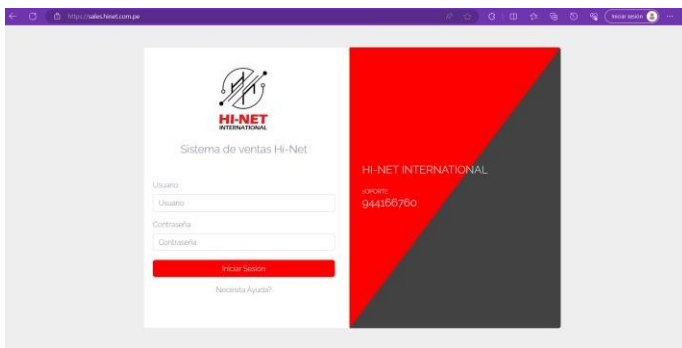 https://sales.hinet.com.pe
Iniciar sesión
HI-NET
INTERNATIONAL
Sistema de ventas Hi-Net
Usuario
Usuario
Contraseña
Contraseña
Iniciar Sesión
Necesita Ayuda?
HI-NET INTERNATIONAL
SOPORTE
944166760